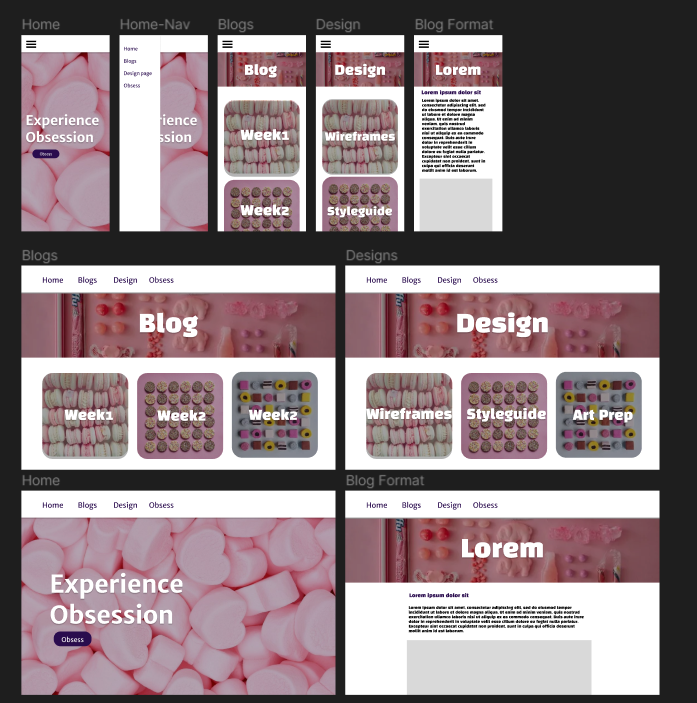 Home
Home-Nav
Blogs
Design
Blog Format
Experience
Obsession
Obsess
Home
Blogs
Design page
Obsess
rience
ssion
Blog
Week1
Week2
Design
Wireframes
Styleguide
Lorem
Lorem ipsum dolor sit
Lorem ipsum dolor sit amet,
consectetur adipiscing elit, sed
do eiusmod tempor incididunt
ut labore et dolore magna
aliqua. Ut enim ad minim
veniam, quis nostrud
exercitation ullamco laboris
nisi ut aliquip ex ea commodo
consequat. Duis aute irure
dolor in reprehenderit in
voluptate velit esse cillum
dolore eu fugiat nulla pariatur.
Excepteur sint occaecat
cupidatat non proident, sunt in
culpa qui officia deserunt
mollit anim id est laborum.
Blogs
Home Blogs Design Obsess
Blog
Week1
Week2
Week2
Designs
Home Blogs Design Obsess
Design
Wireframes
Styleguide
Art Prep
Home
Home Blogs Design Obsess
Experience
Obsession
Obsess
Blog Format
Home Blogs Design Obsess
Lorem
Lorem ipsum dolor sit
Lorem ipsum dolor sit amet, consectetur adipiscing elit, sed do eiusmod tempor
incididunt ut labore et dolore magna aliqua. Ut enim ad minim veniam, quis nostrud
exercitation ullamco laboris nisi ut aliquip ex ea commodo consequat. Duis aute irure
dolor in reprehenderit in voluptate velit esse cillum dolore eu fugiat nulla pariatur.
Excepteur sint occaecat cupidatat non proident, sunt in culpa qui officia deserunt
mollit anim id est laborum.